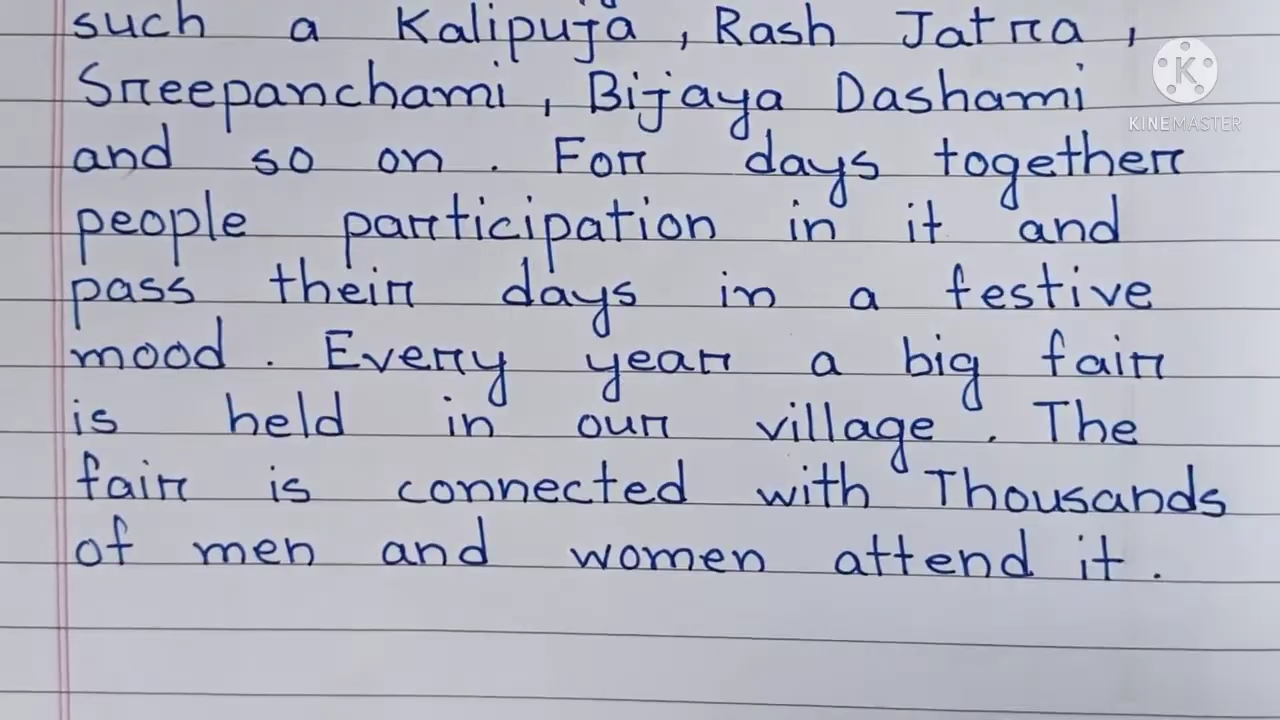 such a Kalipuja, Rash Jatra,
Sreepanchami, Bijaya Dashami
and so on. For days together
people participation in it and
pass their days in a festive
mood. Every year a big fair
is held in our village. The
fair is connected with Thousands
of men and women attend it.
K
KINEMASTER